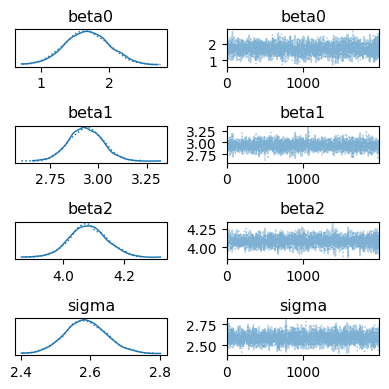 beta0 beta0
2
1
1 2 0 1000
beta1 beta1
3.25
3.00
2.75
2.75 3.00 3.25 0 1000
beta2 beta2
4.25
4.00
4.0 4.2 0 1000
sigma sigma
2.75
2.50
2.4 2.6 2.8 0 1000